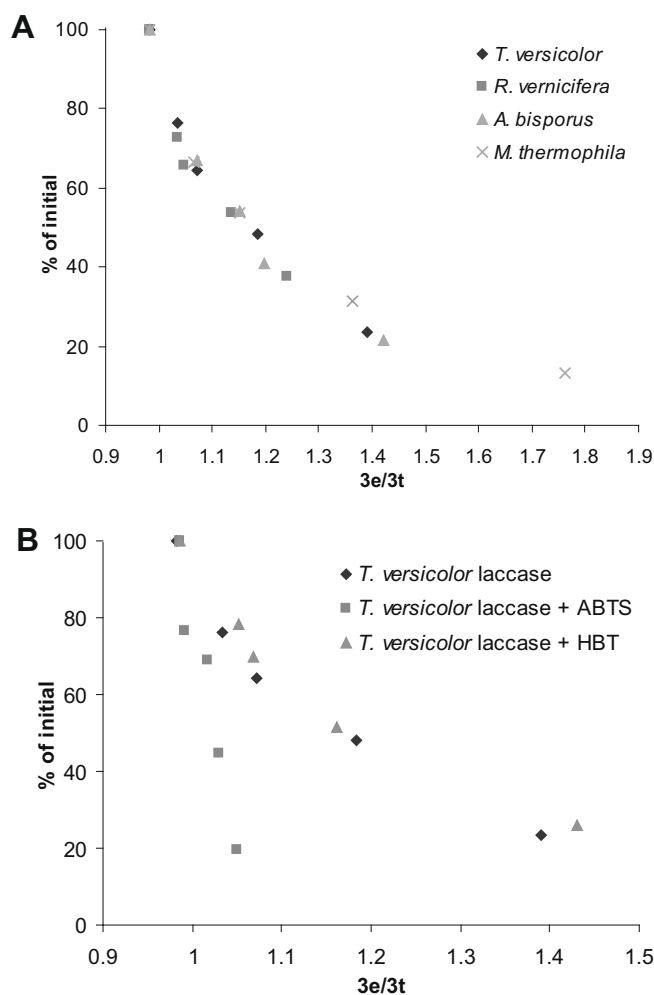 A
100
80
60
40
20
0
% of initial
T. versicolor
R. vernicifera
A. bisporus
M. thermophila
0.9 1 1.1 1.2 1.3 1.4 1.5 1.6 1.7 1.8 1.9
3e/3t
B
100
80
60
40
20
0
% of initial
T. versicolor laccase
T. versicolor laccase + ABTS
T. versicolor laccase + HBT
0.9 1 1.1 1.2 1.3 1.4 1.5
3e/3t